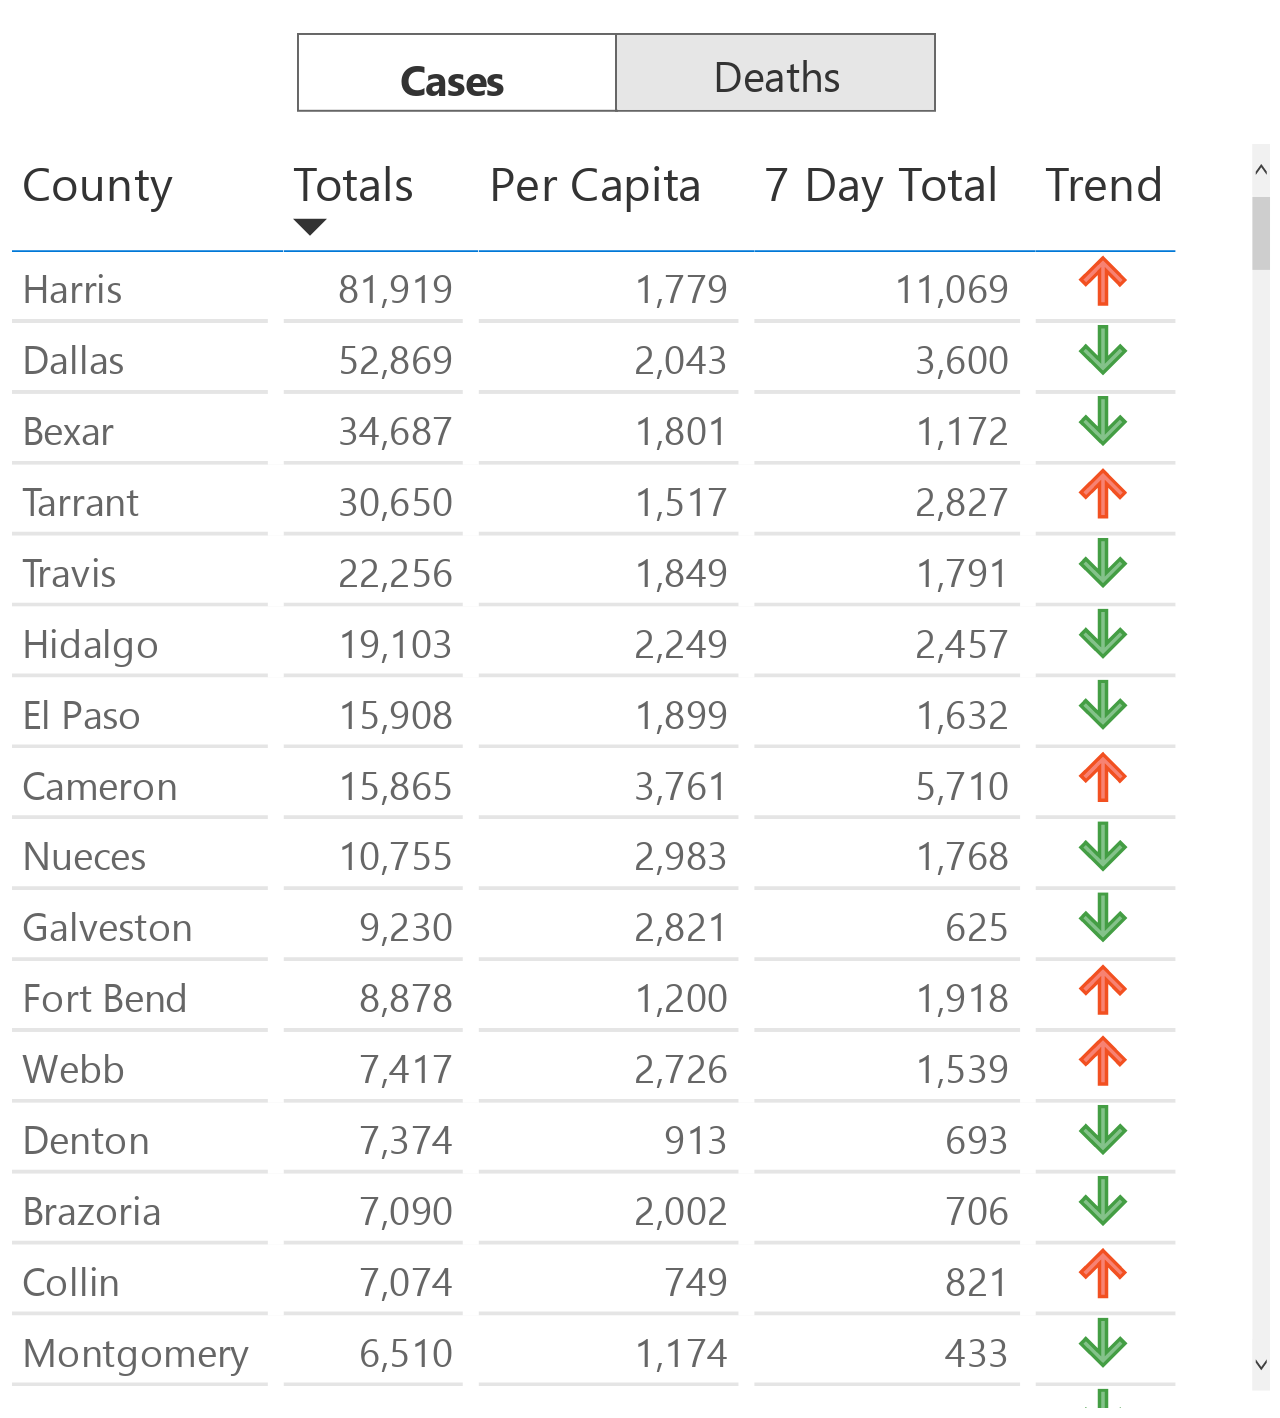 Cases Deaths
County Totals Per Capita 7 Day Total Trend
Harris 81,919 1,779 11,069
Dallas 52,869 2,043 3,600
Bexar 34,687 1,801 1,172
Tarrant 30,650 1,517 2,827
Travis 22,256 1,849 1,791
Hidalgo 19,103 2,249 2,457
El Paso 15,908 1,899 1,632
Cameron 15,865 3,761 5,710
Nueces 10,755 2,983 1,768
Galveston 9,230 2,821 625
Fort Bend 8,878 1,200 1,918
Webb 7,417 2,726 1,539
Denton 7,374 913 693
Brazoria 7,090 2,002 706
Collin 7,074 749 821
Montgomery 6,510 1,174 433